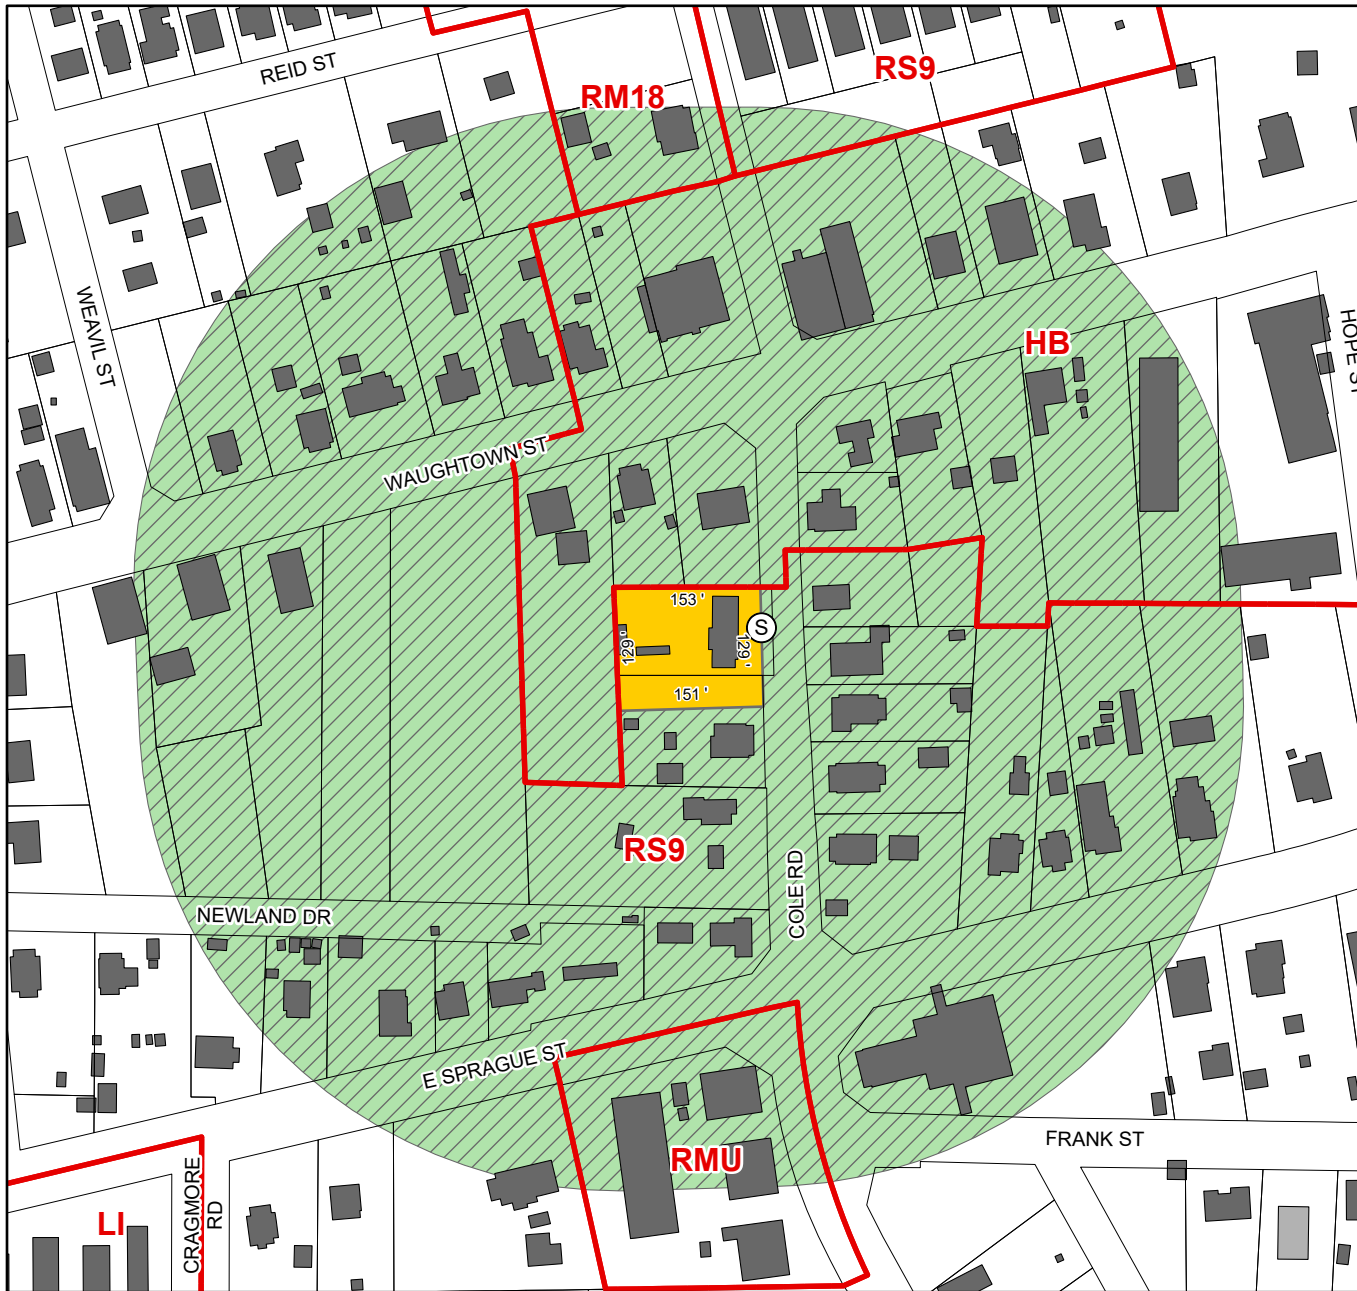 REID ST
RM18
RS9
WEAVIL ST
HB
HOPE ST
WAUGHTOWN ST
153 '
129 '
129 '
S
151 '
RS9
COLE RD
NEWLAND DR
E SPRAGUE ST
FRANK ST
RMU
LI
CRAGMORE
RD